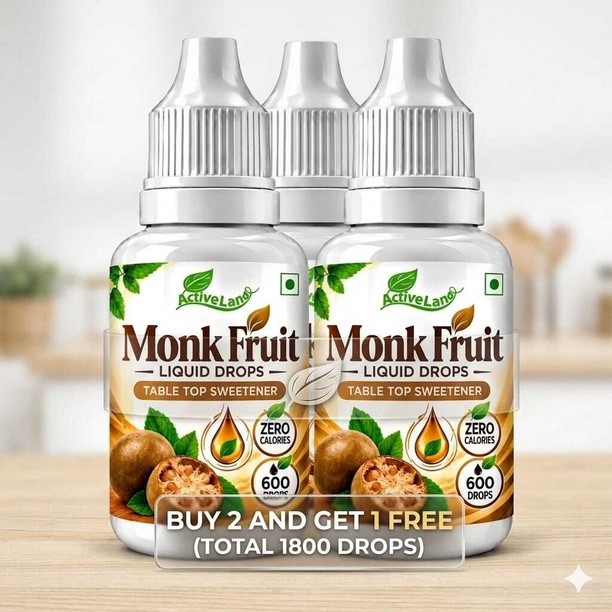 ActiveLand
Monk Fruit
LIQUID DROPS
TABLE TOP SWEETENER
ZERO
CALORIES
600
DROPS
ActiveLand
Monk Fruit
LIQUID DROPS
TABLE TOP SWEETENER
ZERO
CALORIES
600
DROPS
BUY 2 AND GET 1 FREE
(TOTAL 1800 DROPS)